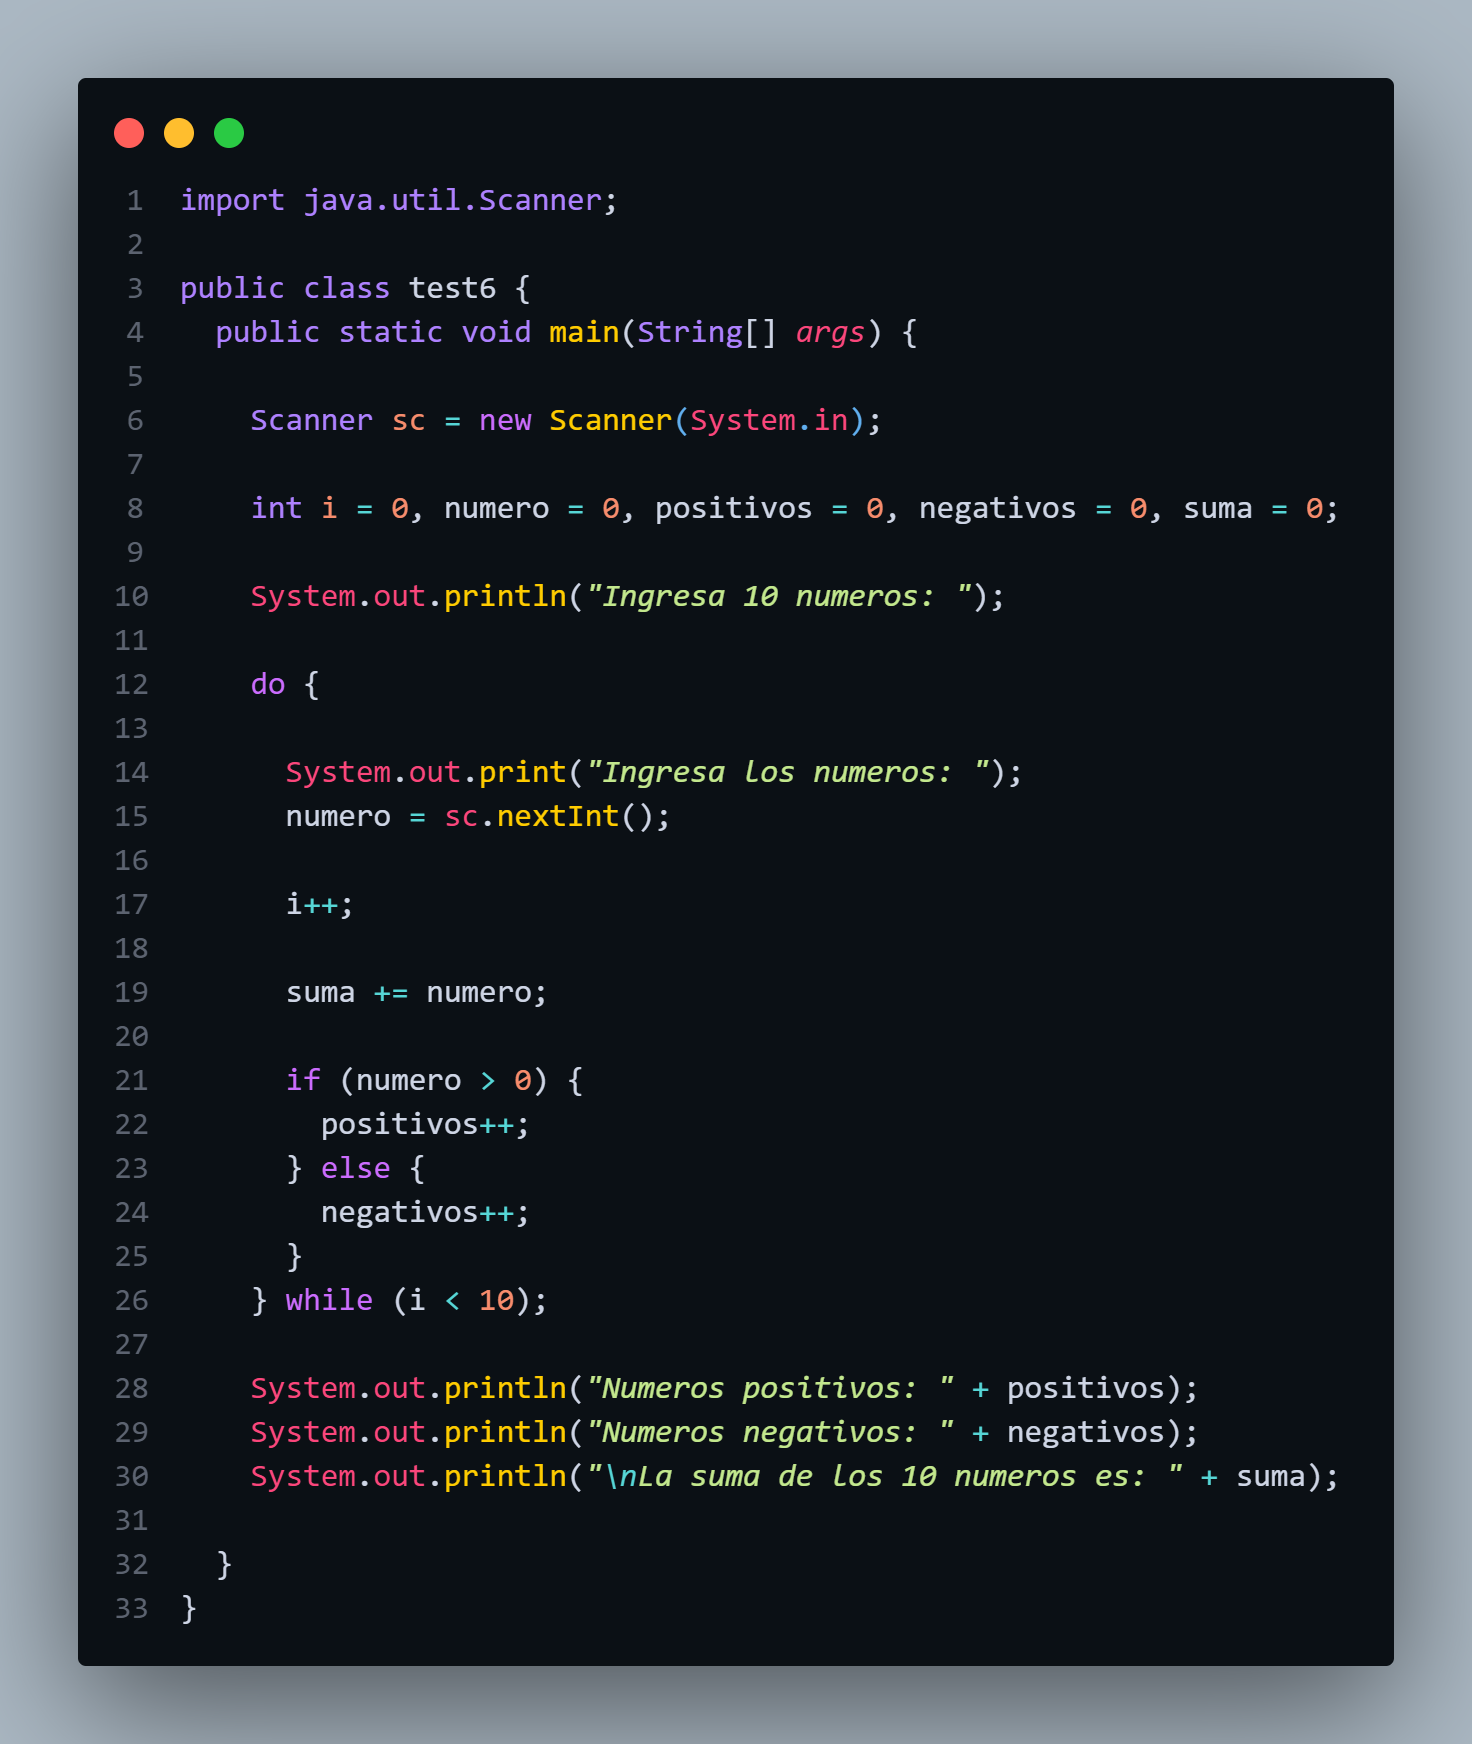 1 import java.util.Scanner;
2
3 public class test6 {
4   public static void main(String[] args) {
5
6     Scanner sc = new Scanner(System.in);
7
8     int i = 0, numero = 0, positivos = 0, negativos = 0, suma = 0;
9
10     System.out.println("Ingresa 10 numeros: ");
11
12     do {
13
14       System.out.print("Ingresa los numeros: ");
15       numero = sc.nextInt();
16
17       i++;
18
19       suma += numero;
20
21       if (numero > 0) {
22         positivos++;
23       } else {
24         negativos++;
25       }
26     } while (i < 10);
27
28     System.out.println("Numeros positivos: " + positivos);
29     System.out.println("Numeros negativos: " + negativos);
30     System.out.println("\nLa suma de los 10 numeros es: " + suma);
31
32   }
33 }